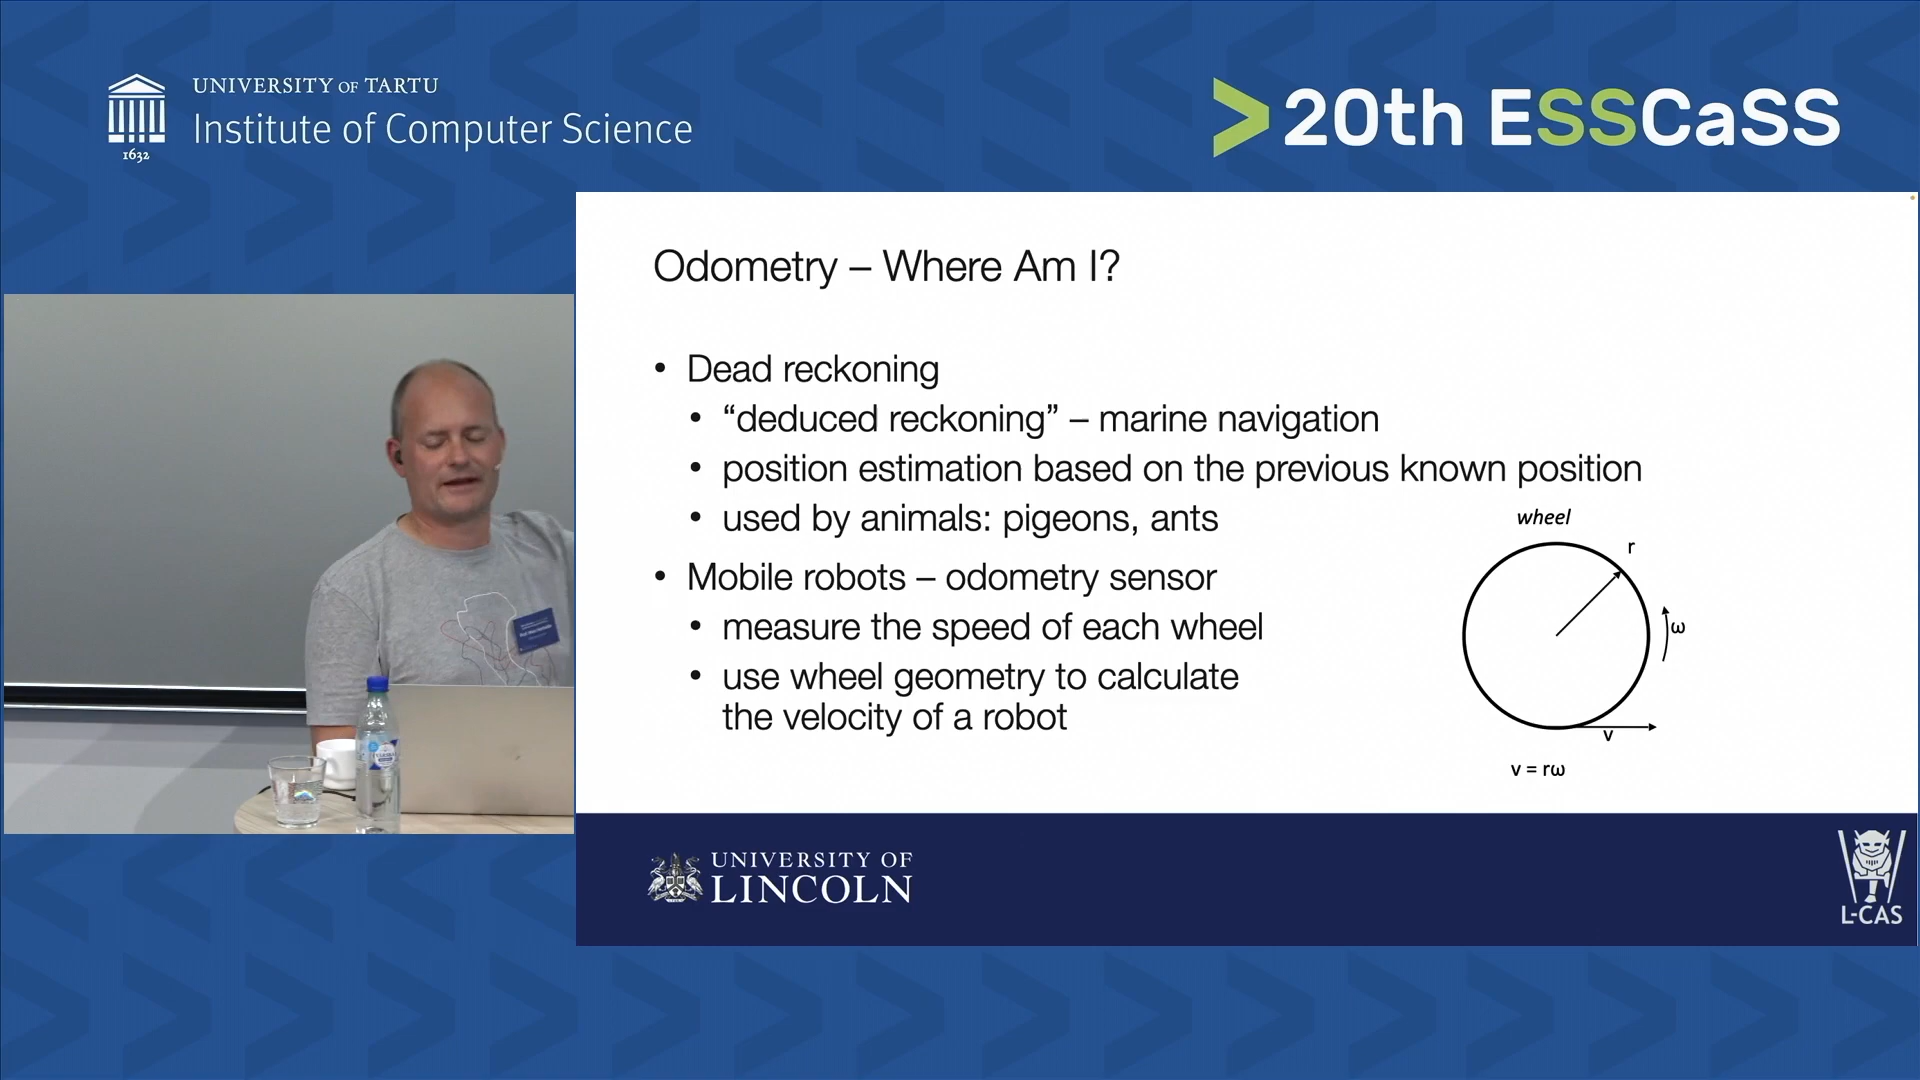 UNIVERSITY OF TARTU
Institute of Computer Science
1632
>20th ESSCaSS
Odometry – Where Am I?
• Dead reckoning
• “deduced reckoning” – marine navigation
• position estimation based on the previous known position
• used by animals: pigeons, ants
• Mobile robots – odometry sensor
• measure the speed of each wheel
• use wheel geometry to calculate
the velocity of a robot
wheel
r
ω
v
v = rω
UNIVERSITY OF
LINCOLN
L-CAS